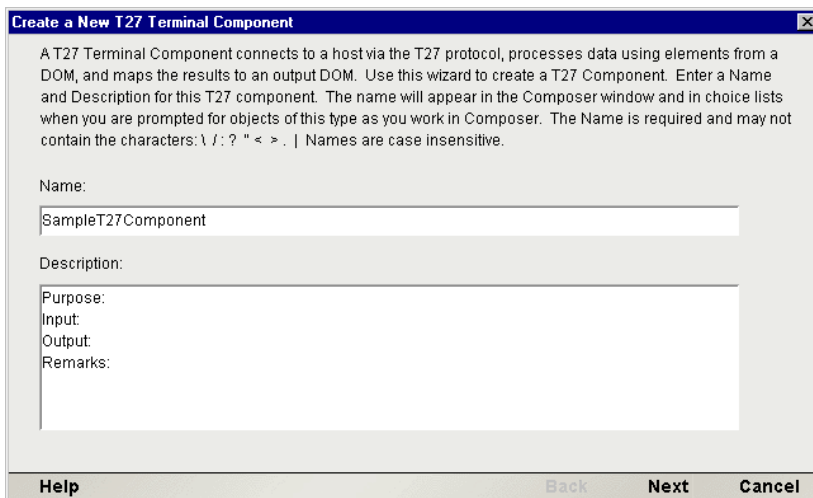 Create a New T27 Terminal Component
A T27 Terminal Component connects to a host via the T27 protocol, processes data using elements from a
DOM, and maps the results to an output DOM. Use this wizard to create a T27 Component. Enter a Name
and Description for this T27 component. The name will appear in the Composer window and in choice lists
when you are prompted for objects of this type as you work in Composer. The Name is required and may not
contain the characters: \ / : ? " < > . | Names are case insensitive.
Name:
SampleT27Component
Description:
Purpose:
Input:
Output:
Remarks:
Help Back Next Cancel